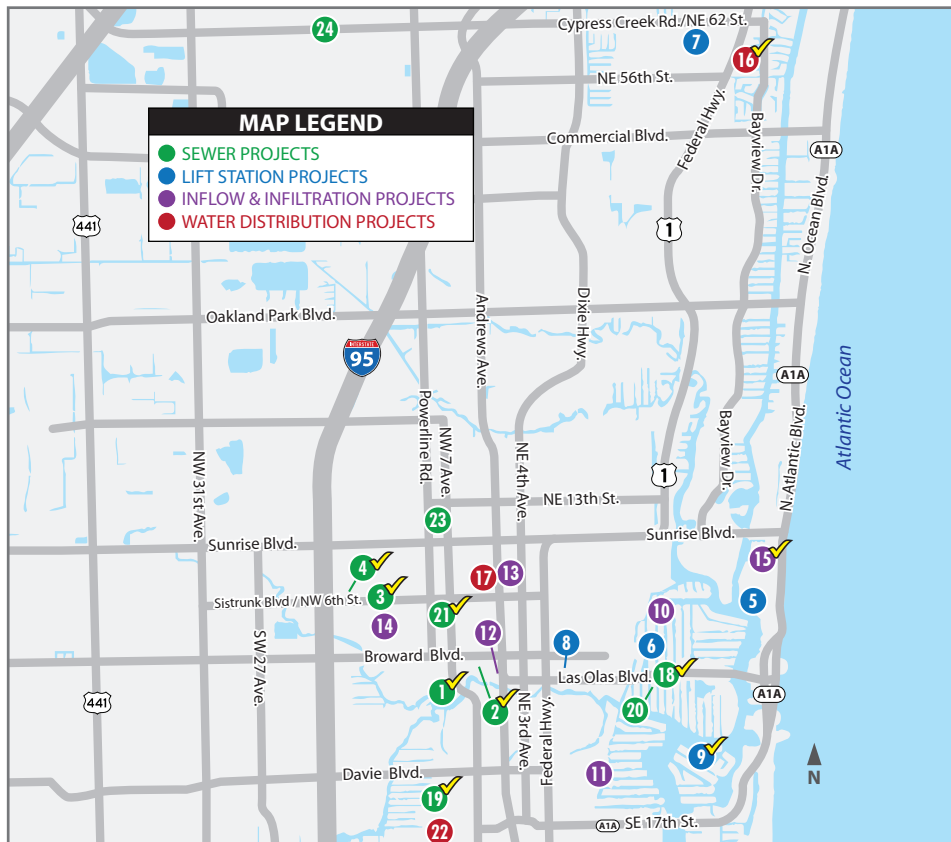 24
Cypress Creek Rd./NE 62 St.
7
16
NE 56th St.
Federal Hwy.
Bayview Dr.
MAP LEGEND
SEWER PROJECTS
LIFT STATION PROJECTS
INFLOW & INFILTRATION PROJECTS
WATER DISTRIBUTION PROJECTS
Commercial Blvd.
A1A
N. Ocean Blvd.
441
1
Oakland Park Blvd.
Andrews Ave.
Dixie Hwy.
INTERSTATE
95
A1A
Atlantic Ocean
Powerline Rd.
NW 7 Ave.
NE 4th Ave.
Bayview Dr.
N. Atlantic Blvd.
NW 31st Ave.
1
NE 13th St.
23
Sunrise Blvd.
Sunrise Blvd.
4
17
13
15
3
Sistrunk Blvd / NW 6th St.
21
5
10
14
12
8
6
SW 27 Ave.
Broward Blvd.
Las Olas Blvd.
18
1
2
20
441
A1A
NE 3rd Ave.
Federal Hwy.
9
N
Davie Blvd.
11
19
22
A1A
SE 17th St.